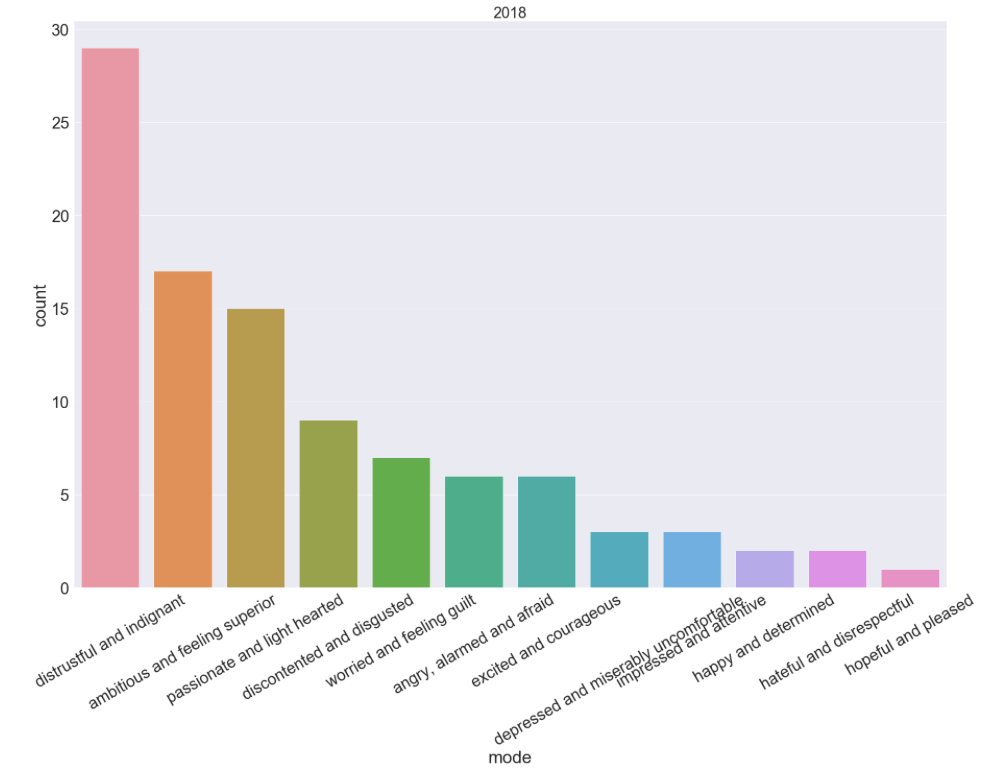 2018
30
25
20
15
10
5
0
count
distrustful and indignant
ambitious and feeling superior
passionate and light hearted
discontented and disgusted
worried and feeling guilt
angry, alarmed and afraid
excited and courageous
depressed and miserably uncomfortable
impressed and attentive
happy and determined
hateful and disrespectful
hopeful and pleased
mode